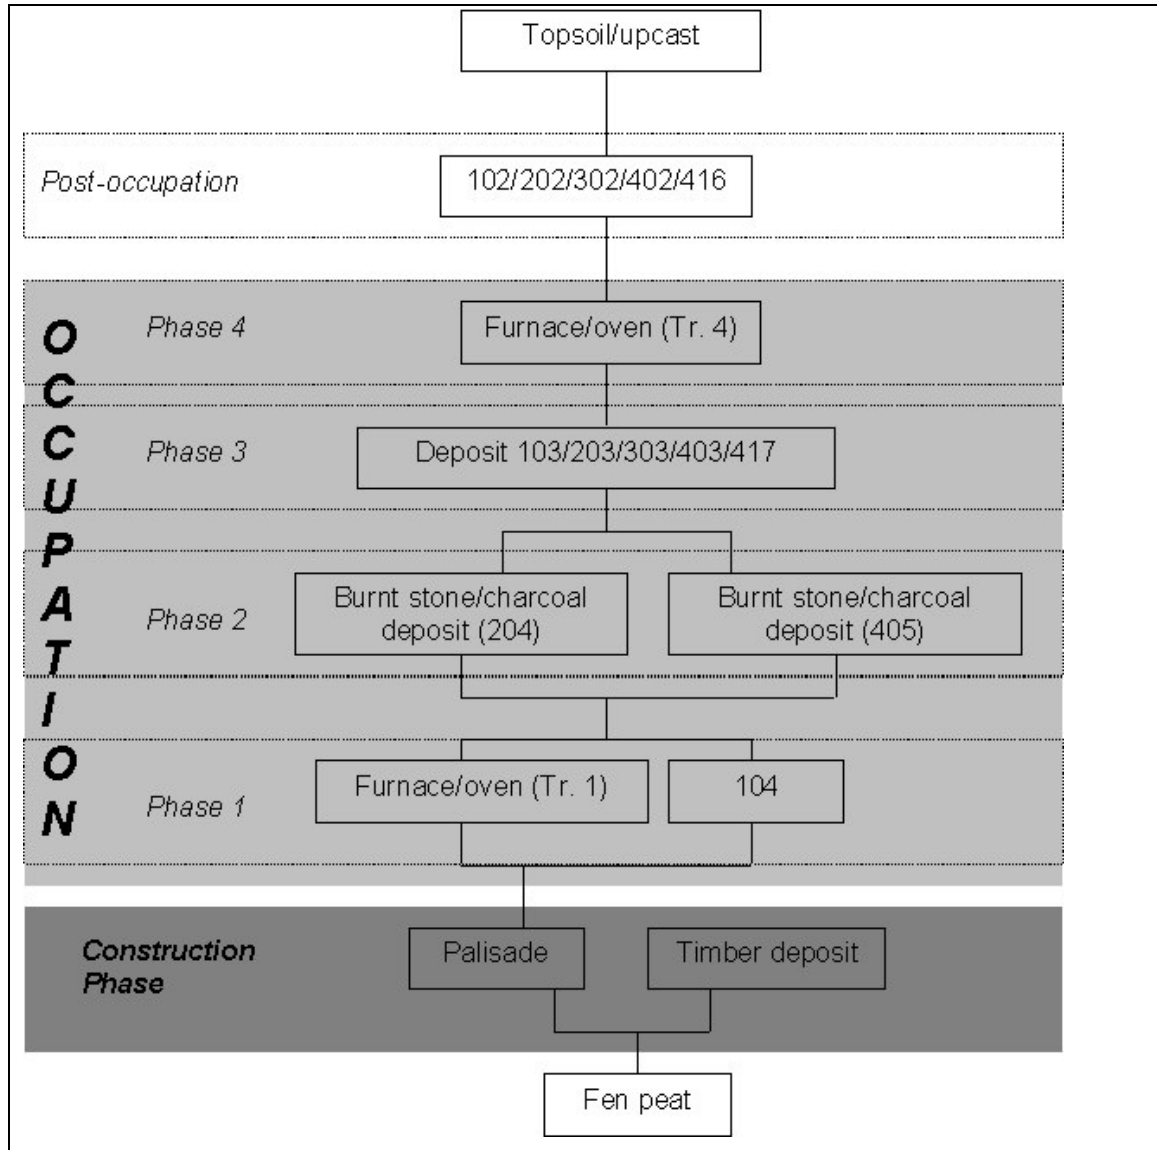 Topsoil/upcast
Post-occupation
102/202/302/402/416
OCCUPATION
Phase 4
Furnace/oven (Tr. 4)
Phase 3
Deposit 103/203/303/403/417
Phase 2
Burnt stone/charcoal
deposit (204)
Burnt stone/charcoal
deposit (405)
Phase 1
Furnace/oven (Tr. 1)
104
Construction
Phase
Palisade
Timber deposit
Fen peat